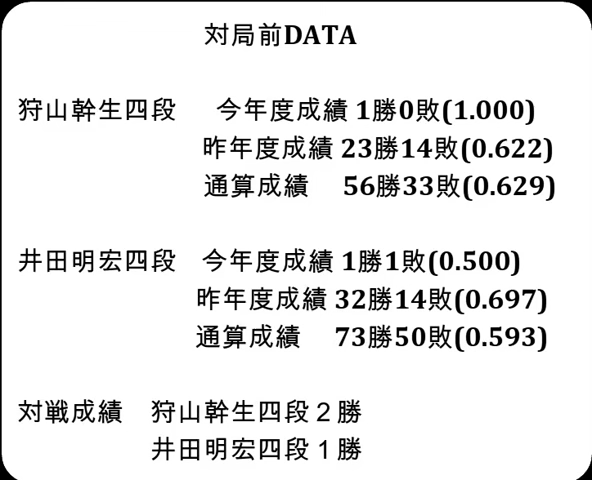 対局前DATA
狩山幹生四段 今年度成績 1勝0敗(1.000)
昨年度成績 23勝14敗(0.622)
通算成績 56勝33敗(0.629)
井田明宏四段 今年度成績 1勝1敗(0.500)
昨年度成績 32勝14敗(0.697)
通算成績 73勝50敗(0.593)
対戦成績 狩山幹生四段２勝
井田明宏四段１勝